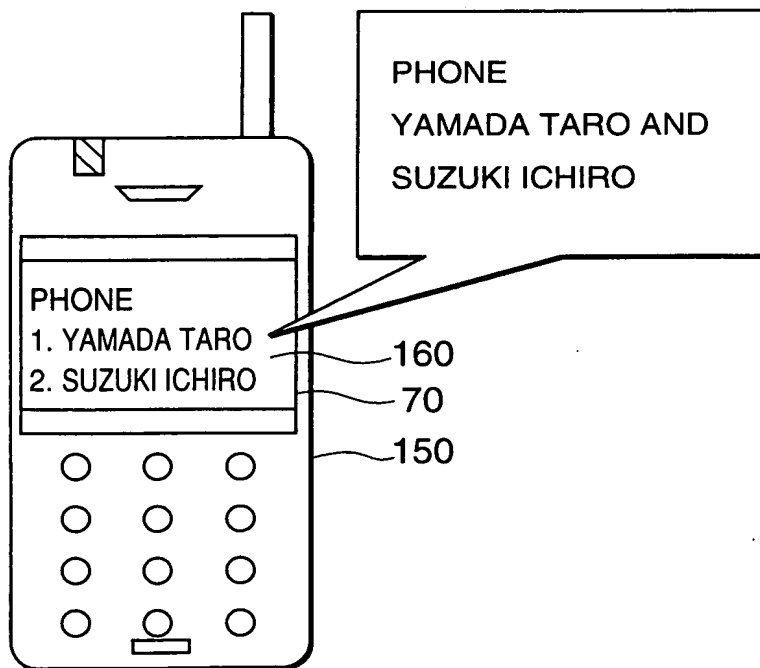 PHONE
YAMADA TARO AND
SUZUKI ICHIRO
PHONE
1. YAMADA TARO
2. SUZUKI ICHIRO
160
70
150